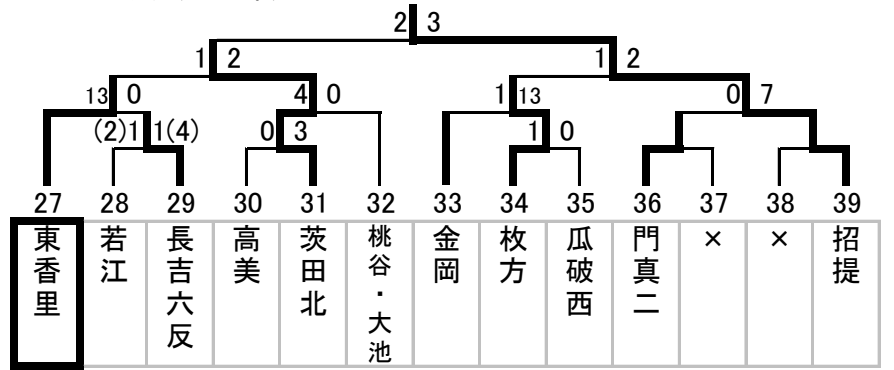 2 3
1 2 1 2
13 0 4 0 1 13 0 7
(2)1 1(4) 0 3 1 0
27 28 29 30 31 32 33 34 35 36 37 38 39
東香里
若江
長吉六反
高美
茨田北
桃谷・大池
金岡
枚方
瓜破西
門真二
×
×
招提